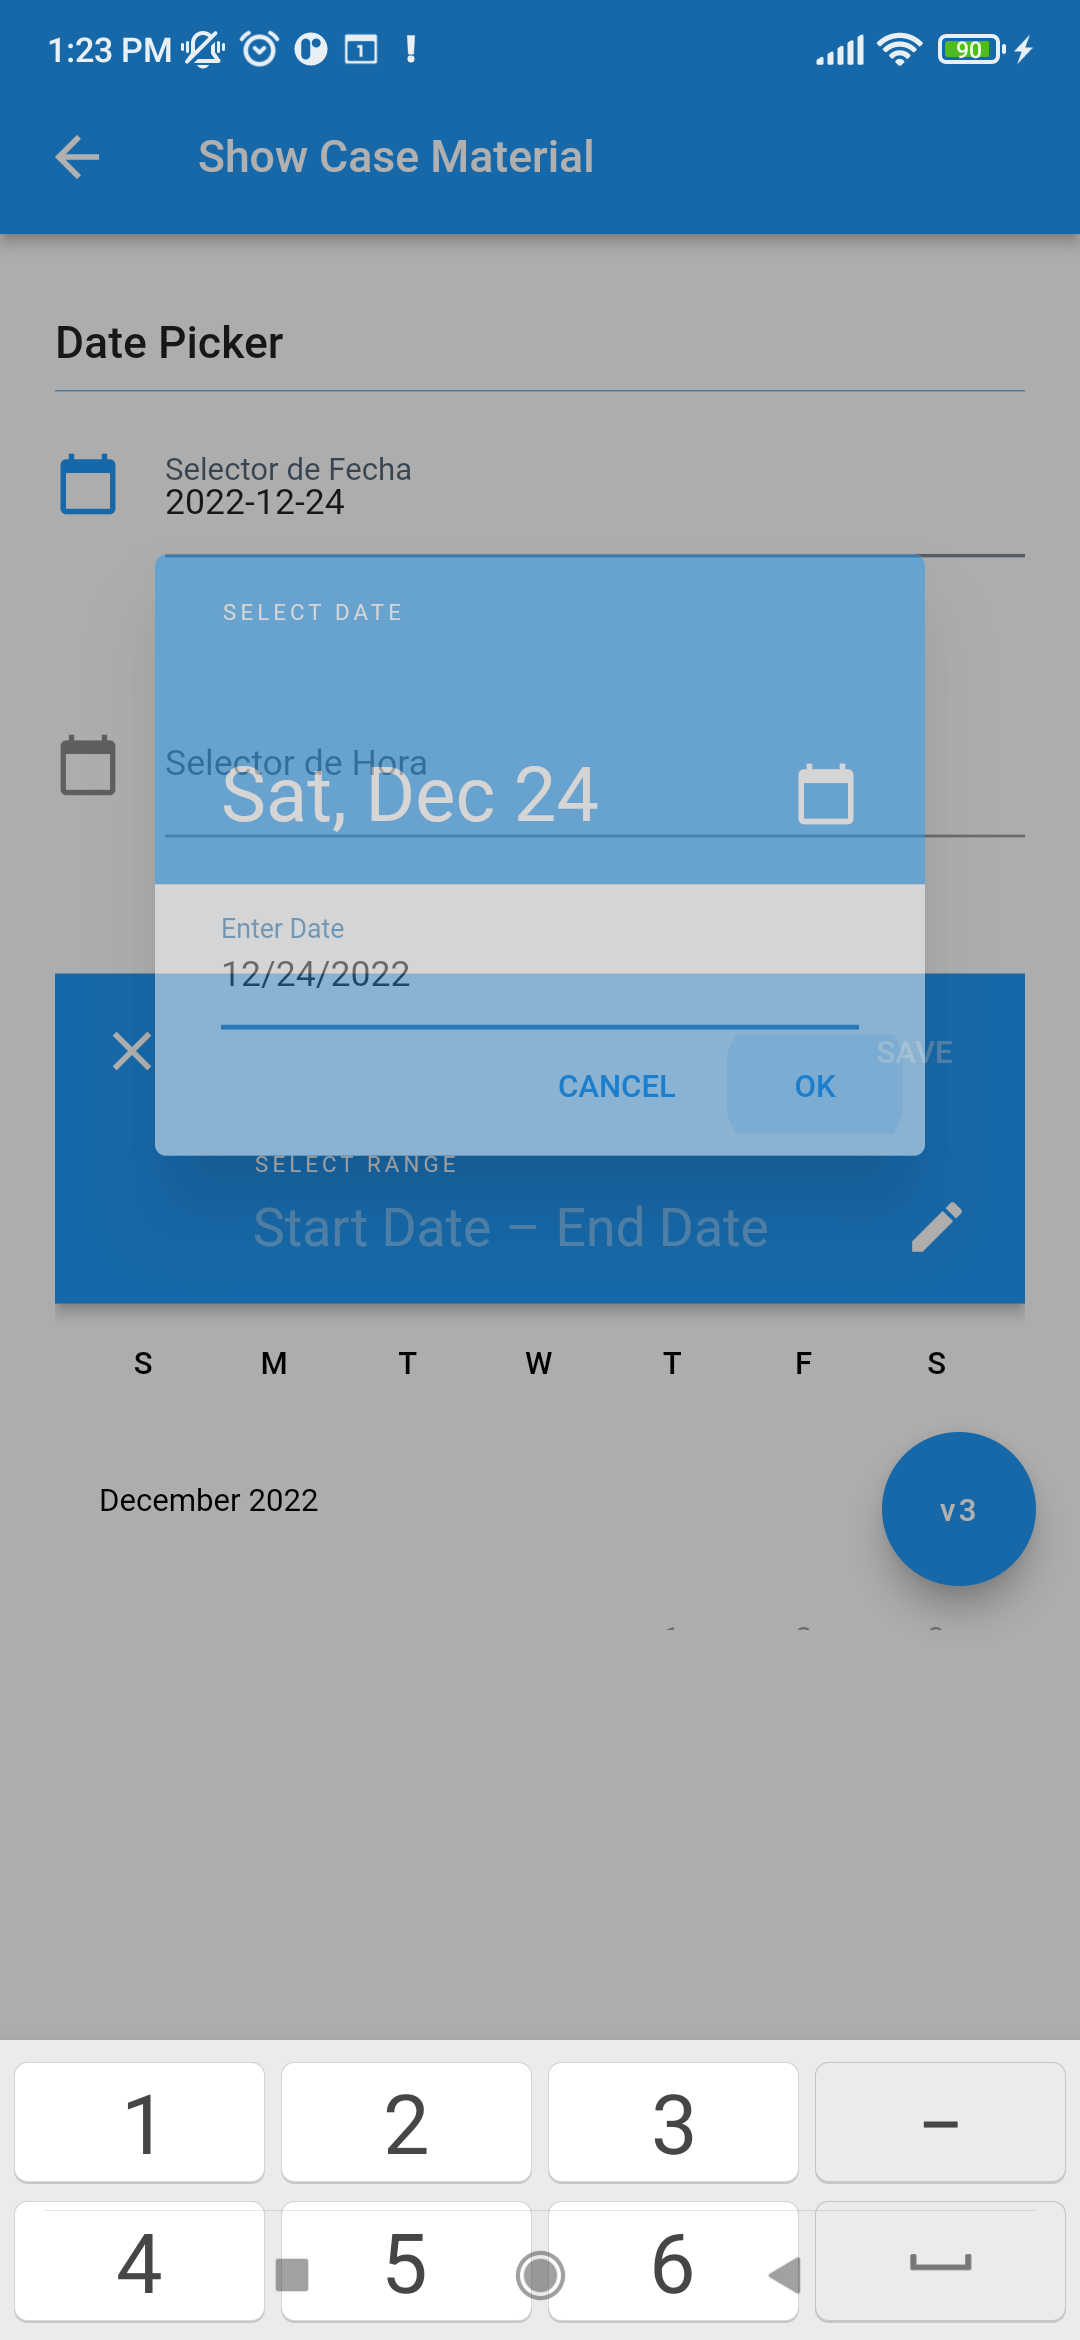 1:23 PM 1 ! 90
Show Case Material
Date Picker
Selector de Fecha
2022-12-24
SELECT DATE
Selector de Hora
Sat, Dec 24
Enter Date
12/24/2022
SAVE
CANCEL OK
SELECT RANGE
Start Date – End Date
S M T W T F S
December 2022
v3
1 2 3 –
4 5 6